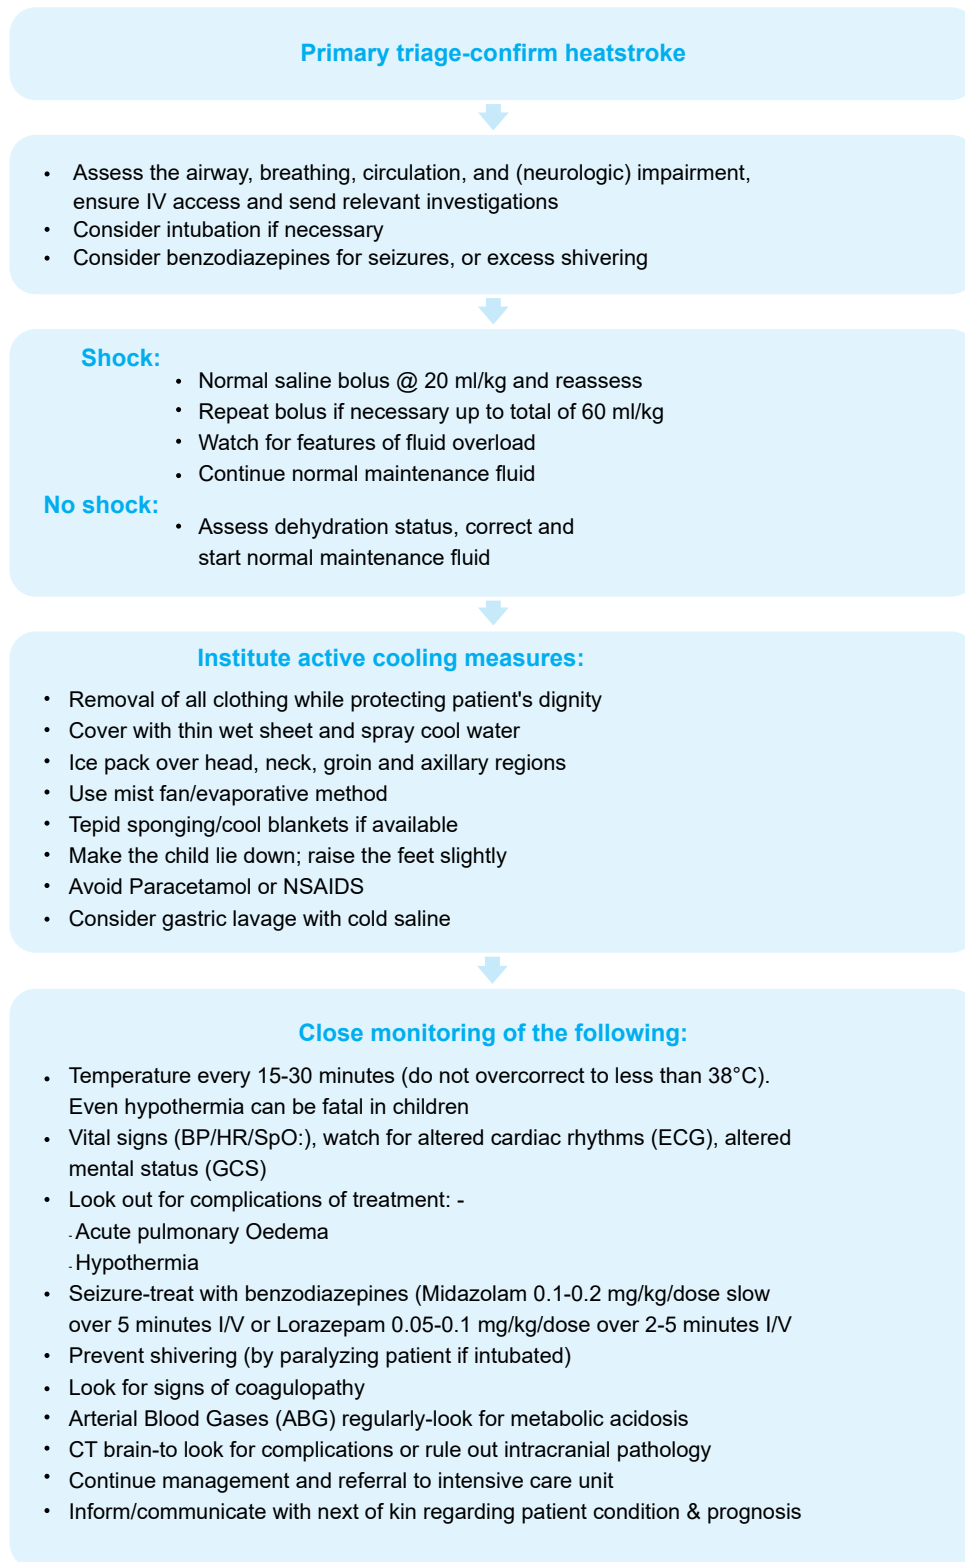 Primary triage-confirm heatstroke
• Assess the airway, breathing, circulation, and (neurologic) impairment,
ensure IV access and send relevant investigations
• Consider intubation if necessary
• Consider benzodiazepines for seizures, or excess shivering
Shock:
• Normal saline bolus @ 20 ml/kg and reassess
• Repeat bolus if necessary up to total of 60 ml/kg
• Watch for features of fluid overload
• Continue normal maintenance fluid
No shock:
• Assess dehydration status, correct and
start normal maintenance fluid
Institute active cooling measures:
• Removal of all clothing while protecting patient's dignity
• Cover with thin wet sheet and spray cool water
• Ice pack over head, neck, groin and axillary regions
• Use mist fan/evaporative method
• Tepid sponging/cool blankets if available
• Make the child lie down; raise the feet slightly
• Avoid Paracetamol or NSAIDS
• Consider gastric lavage with cold saline
Close monitoring of the following:
• Temperature every 15-30 minutes (do not overcorrect to less than 38°C).
Even hypothermia can be fatal in children
• Vital signs (BP/HR/SpO:), watch for altered cardiac rhythms (ECG), altered
mental status (GCS)
• Look out for complications of treatment: -
-Acute pulmonary Oedema
-Hypothermia
• Seizure-treat with benzodiazepines (Midazolam 0.1-0.2 mg/kg/dose slow
over 5 minutes I/V or Lorazepam 0.05-0.1 mg/kg/dose over 2-5 minutes I/V
• Prevent shivering (by paralyzing patient if intubated)
• Look for signs of coagulopathy
• Arterial Blood Gases (ABG) regularly-look for metabolic acidosis
• CT brain-to look for complications or rule out intracranial pathology
• Continue management and referral to intensive care unit
• Inform/communicate with next of kin regarding patient condition & prognosis